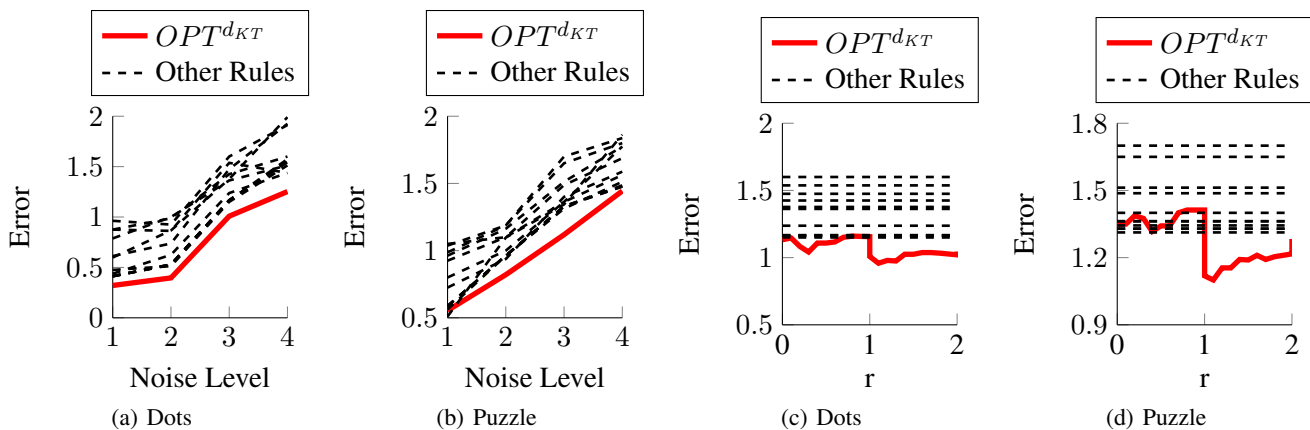 OPT^{d_{KT}}
Other Rules
2
1.5
1
0.5
0
Error
1 2 3 4
Noise Level
(a) Dots
OPT^{d_{KT}}
Other Rules
2
1.5
1
0.5
Error
1 2 3 4
Noise Level
(b) Puzzle
OPT^{d_{KT}}
Other Rules
2
1.5
1
0.5
Error
0 1 2
r
(c) Dots
OPT^{d_{KT}}
Other Rules
1.8
1.5
1.2
0.9
Error
0 1 2
r
(d) Puzzle